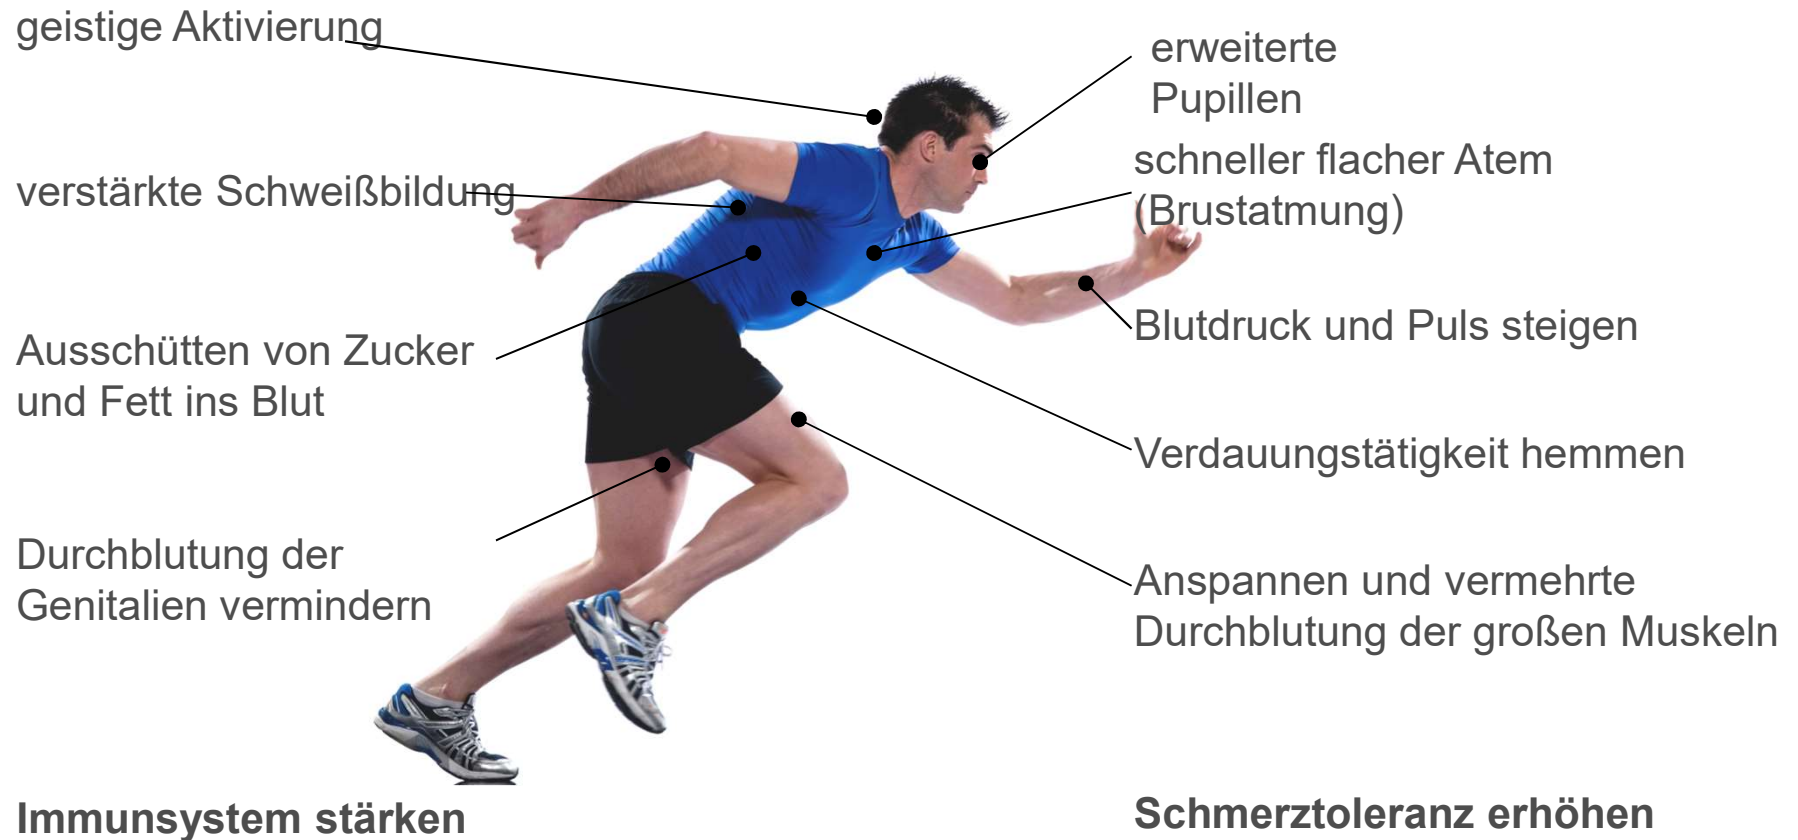 geistige Aktivierung
verstärkte Schweißbildung
Ausschütten von Zucker
und Fett ins Blut
Durchblutung der
Genitalien vermindern
Immunsystem stärken
erweiterte
Pupillen
schneller flacher Atem
(Brustatmung)
Blutdruck und Puls steigen
Verdauungstätigkeit hemmen
Anspannen und vermehrte
Durchblutung der großen Muskeln
Schmerztoleranz erhöhen